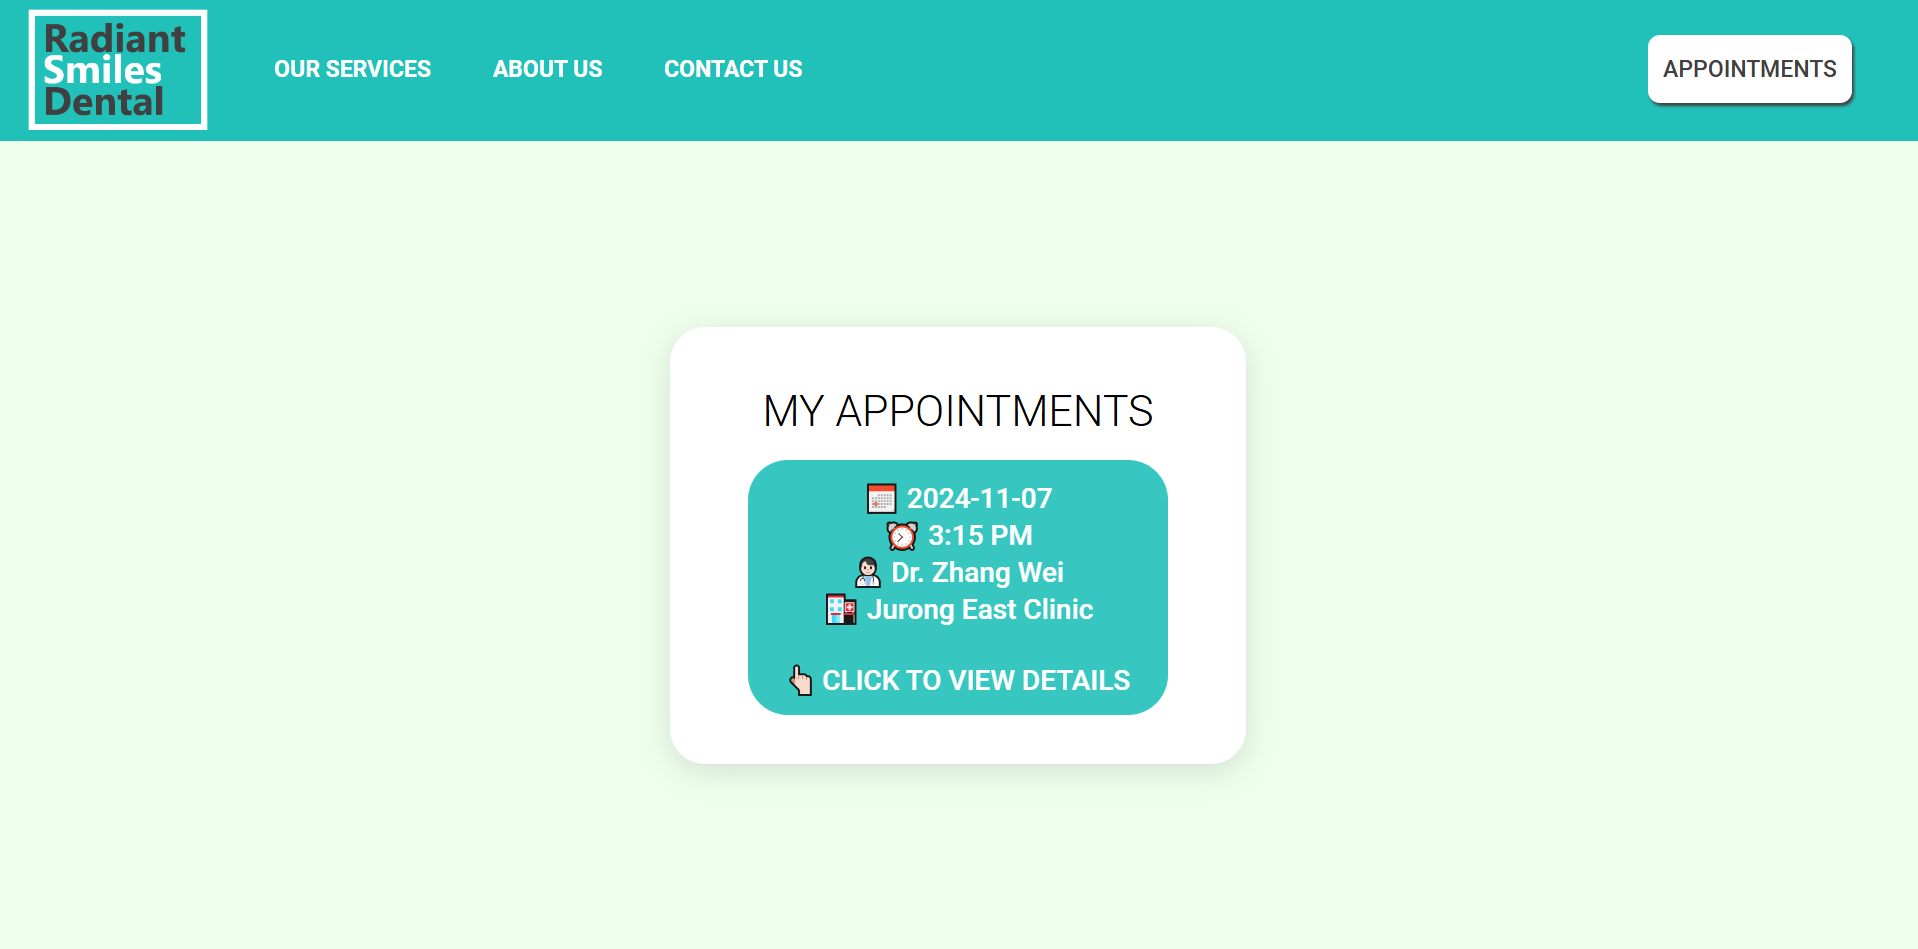 Radiant
Smiles
Dental
OUR SERVICES
ABOUT US
CONTACT US
APPOINTMENTS
MY APPOINTMENTS
2024-11-07
3:15 PM
Dr. Zhang Wei
Jurong East Clinic
CLICK TO VIEW DETAILS